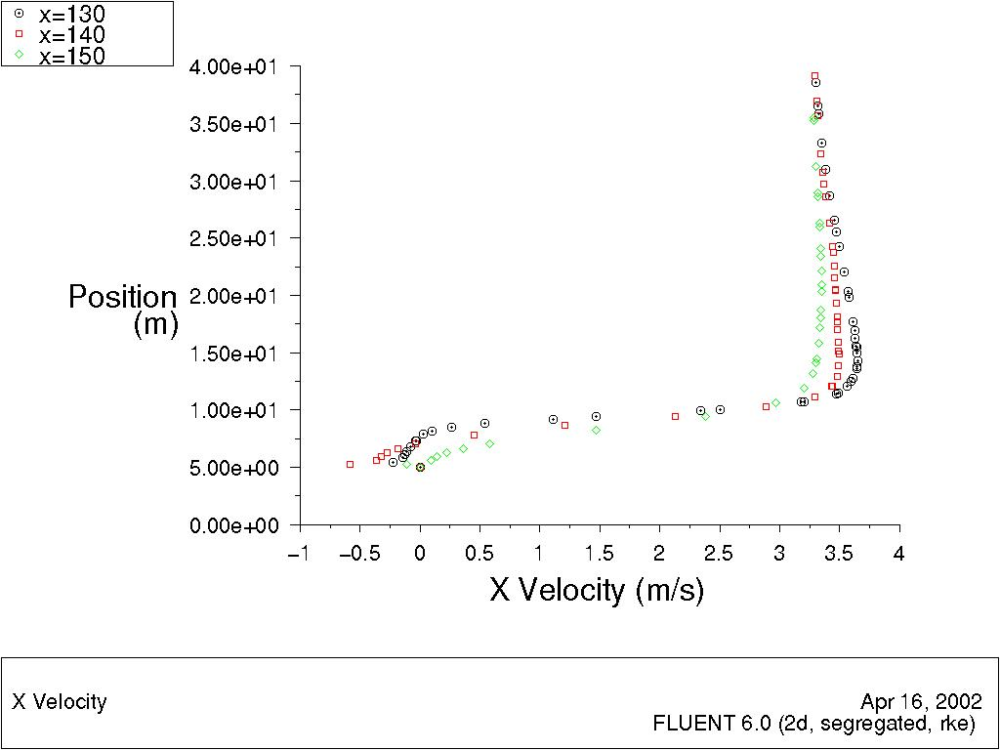 x=130
x=140
x=150
4.00e+01
3.50e+01
3.00e+01
2.50e+01
Position
(m)
2.00e+01
1.50e+01
1.00e+01
5.00e+00
0.00e+00
−1 −0.5 0 0.5 1 1.5 2 2.5 3 3.5 4
X Velocity (m/s)
X Velocity
Apr 16, 2002
FLUENT 6.0 (2d, segregated, rke)